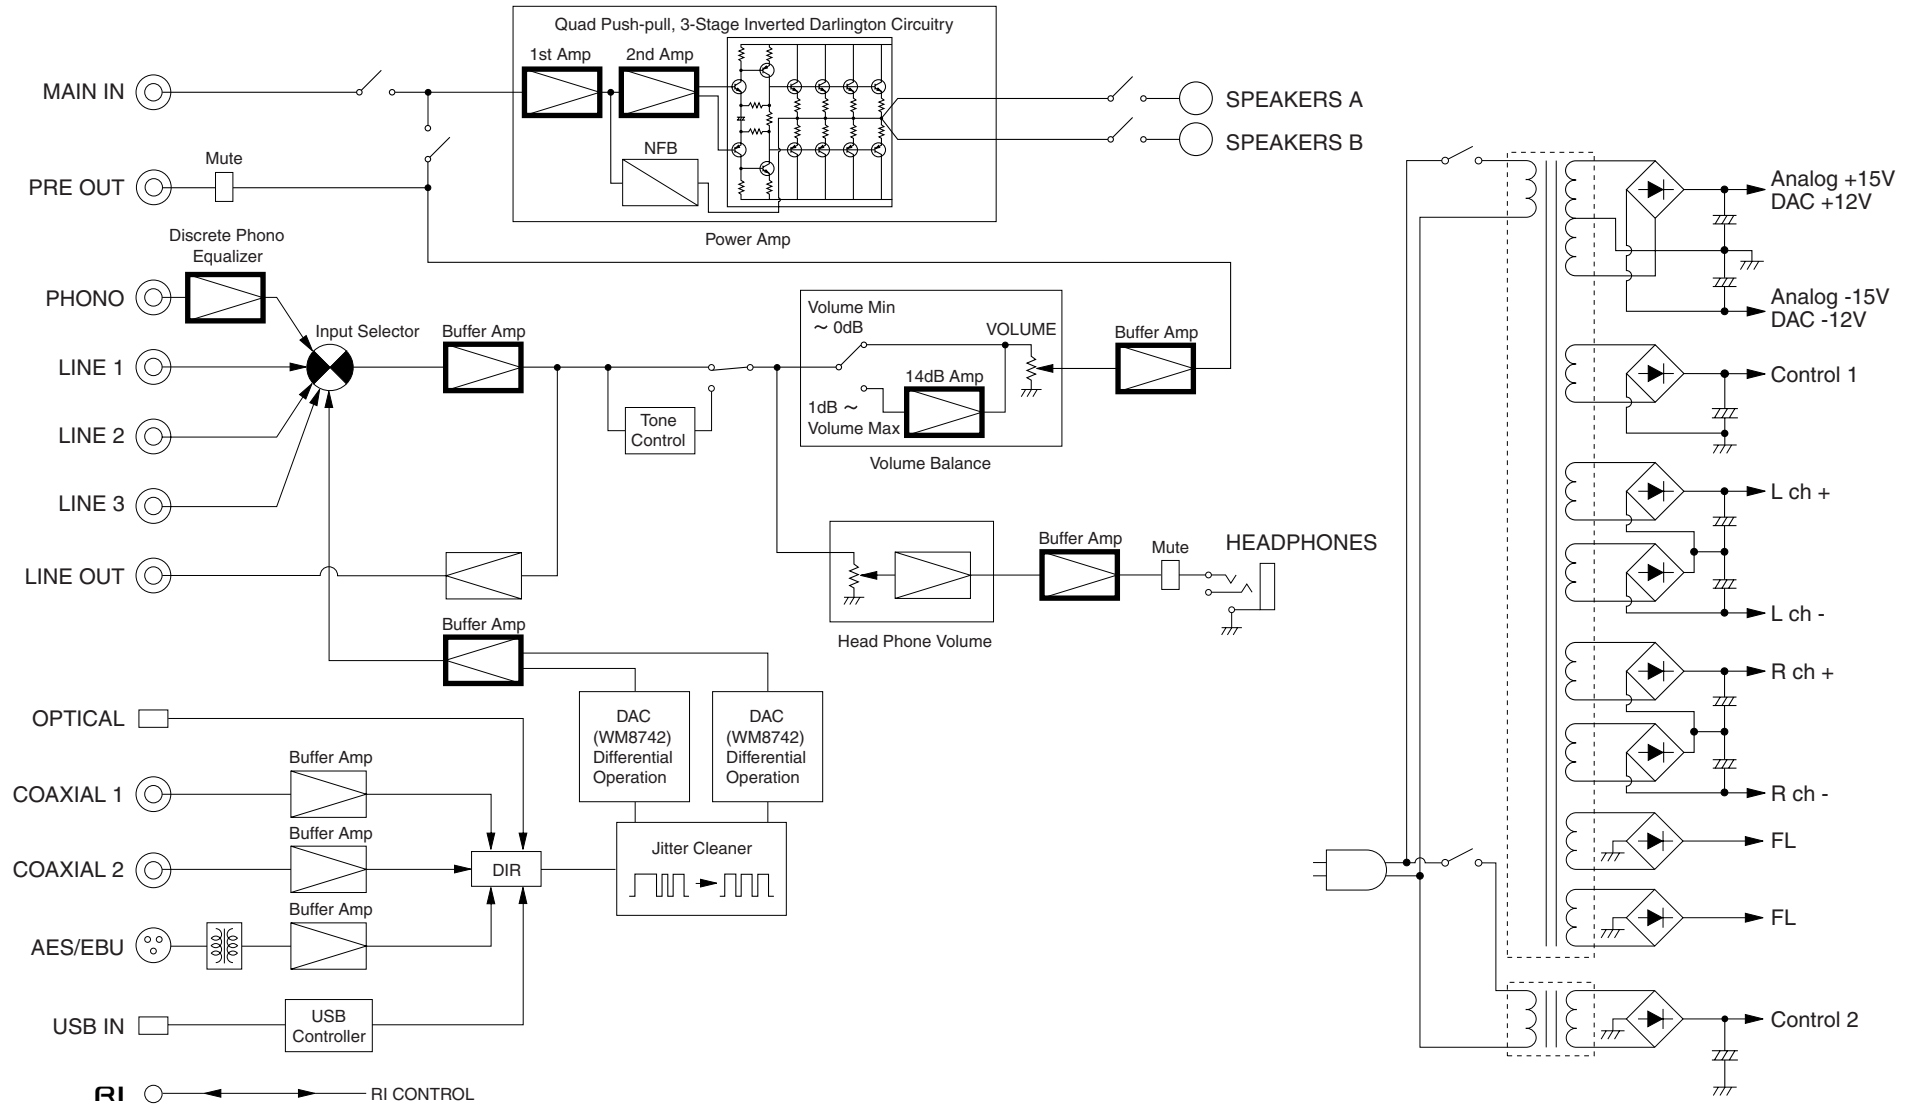 Quad Push-pull, 3-Stage Inverted Darlington Circuitry
1st Amp
2nd Amp
MAIN IN
SPEAKERS A
SPEAKERS B
NFB
Mute
PRE OUT
Power Amp
Discrete Phono
Equalizer
PHONO
Input Selector
Buffer Amp
Volume Min
～ 0dB
VOLUME
Buffer Amp
LINE 1
14dB Amp
1dB ～
Volume Max
Tone
Control
LINE 2
Volume Balance
LINE 3
LINE OUT
Buffer Amp
Mute
HEADPHONES
Head Phone Volume
Buffer Amp
OPTICAL
DAC
(WM8742)
Differential
Operation
DAC
(WM8742)
Differential
Operation
Buffer Amp
COAXIAL 1
Buffer Amp
COAXIAL 2
DIR
Jitter Cleaner
Buffer Amp
AES/EBU
USB IN
USB
Controller
RI
RI CONTROL
Analog +15V
DAC +12V
Analog -15V
DAC -12V
Control 1
L ch +
L ch -
R ch +
R ch -
FL
FL
Control 2